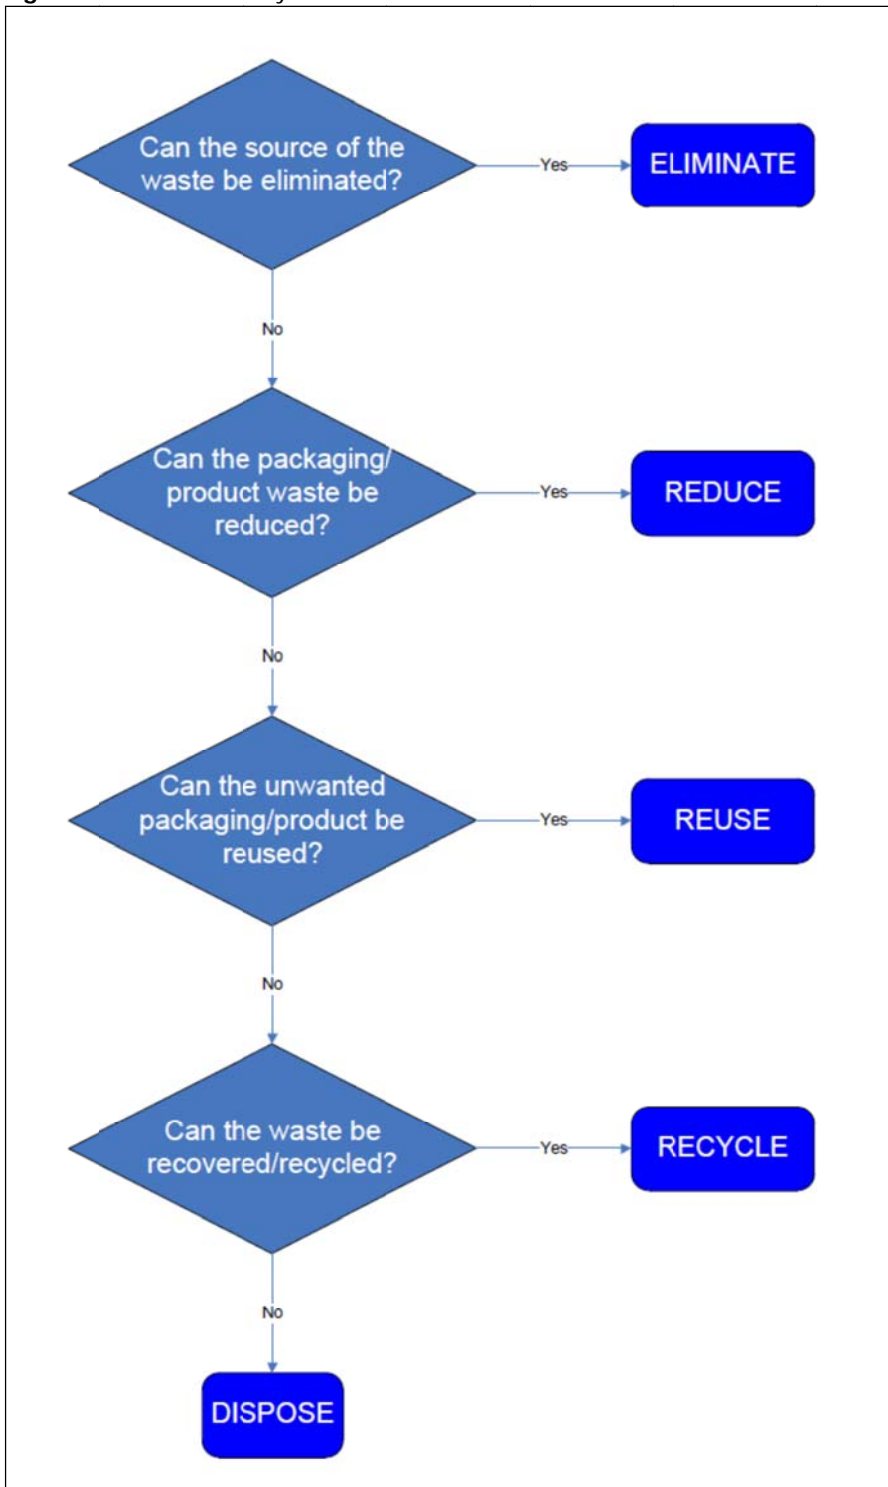 Can the source of the
waste be eliminated?
Yes
ELIMINATE
No
Can the packaging/
product waste be
reduced?
Yes
REDUCE
No
Can the unwanted
packaging/product be
reused?
Yes
REUSE
No
Can the waste be
recovered/recycled?
Yes
RECYCLE
No
DISPOSE